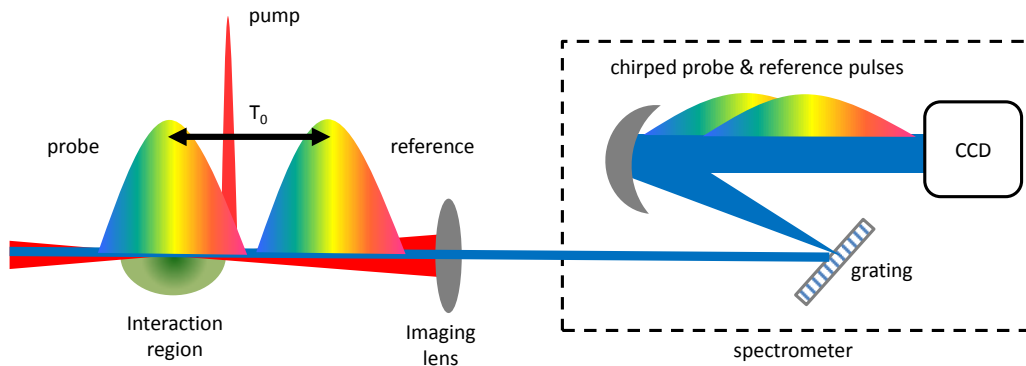 pump
chirped probe & reference pulses
T0
probe
reference
CCD
grating
Interaction
region
Imaging
lens
spectrometer